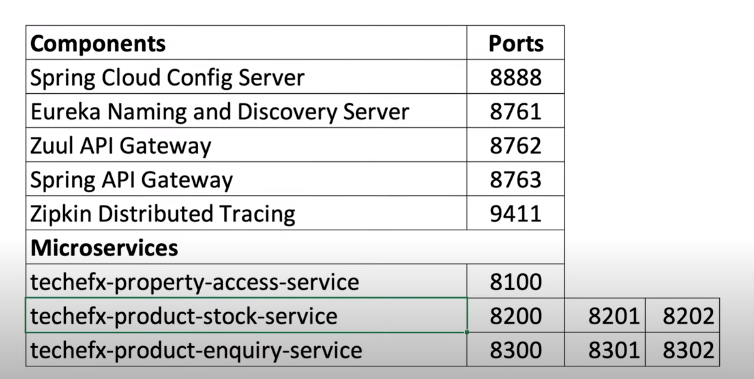 Components Ports
Spring Cloud Config Server 8888
Eureka Naming and Discovery Server 8761
Zuul API Gateway 8762
Spring API Gateway 8763
Zipkin Distributed Tracing 9411
Microservices
techefx-property-access-service 8100
techefx-product-stock-service 8200 8201 8202
techefx-product-enquiry-service 8300 8301 8302